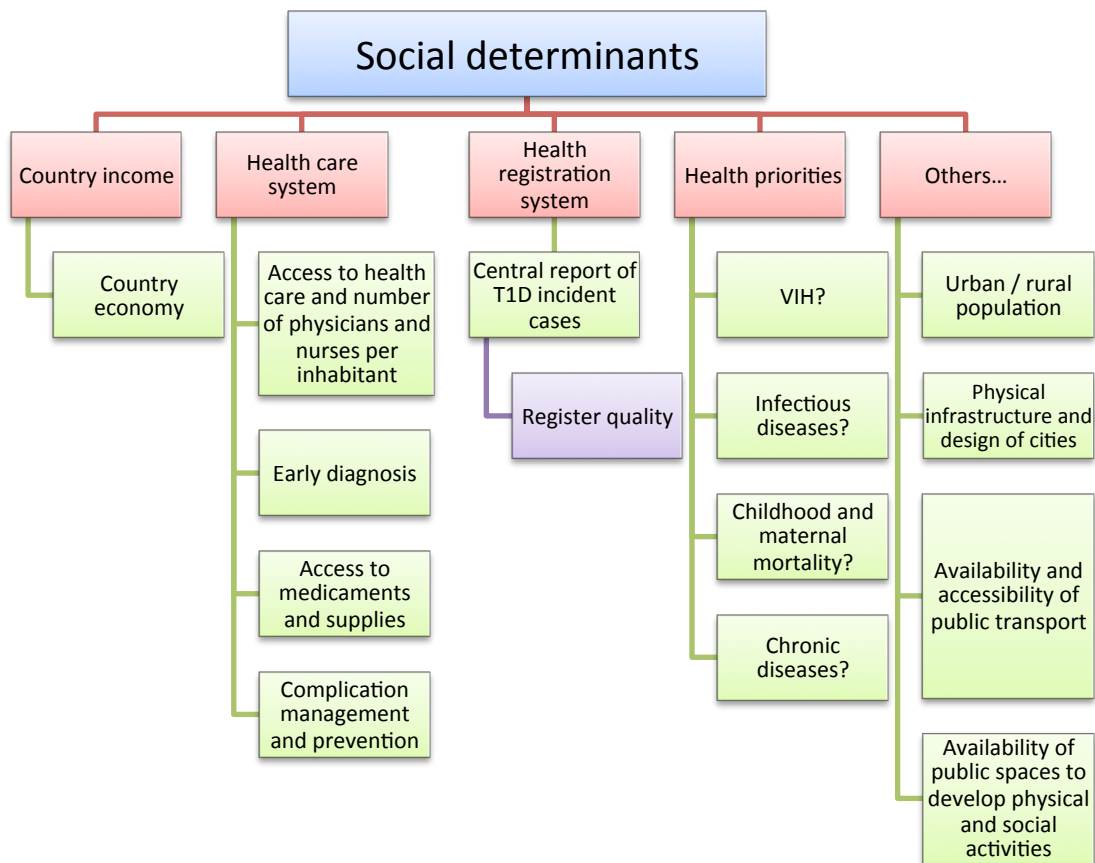 Social determinants
Country income
Health care
system
Health
registration
system
Health priorities
Others...
Country
economy
Access to health
care and number
of physicians and
nurses per
inhabitant
Early diagnosis
Access to
medicaments
and supplies
Complication
management
and prevention
Central report of
T1D incident
cases
Register quality
VIH?
Infectious
diseases?
Childhood and
maternal
mortality?
Chronic
diseases?
Urban / rural
population
Physical
infrastructure and
design of cities
Availability and
accessibility of
public transport
Availability of
public spaces to
develop physical
and social
activities